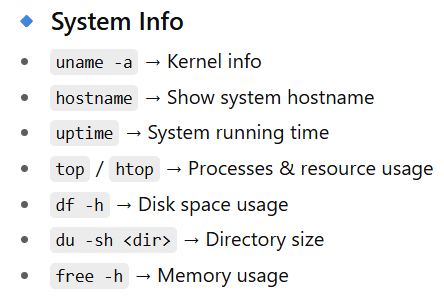 System Info
uname -a → Kernel info
hostname → Show system hostname
uptime → System running time
top / htop → Processes & resource usage
df -h → Disk space usage
du -sh <dir> → Directory size
free -h → Memory usage